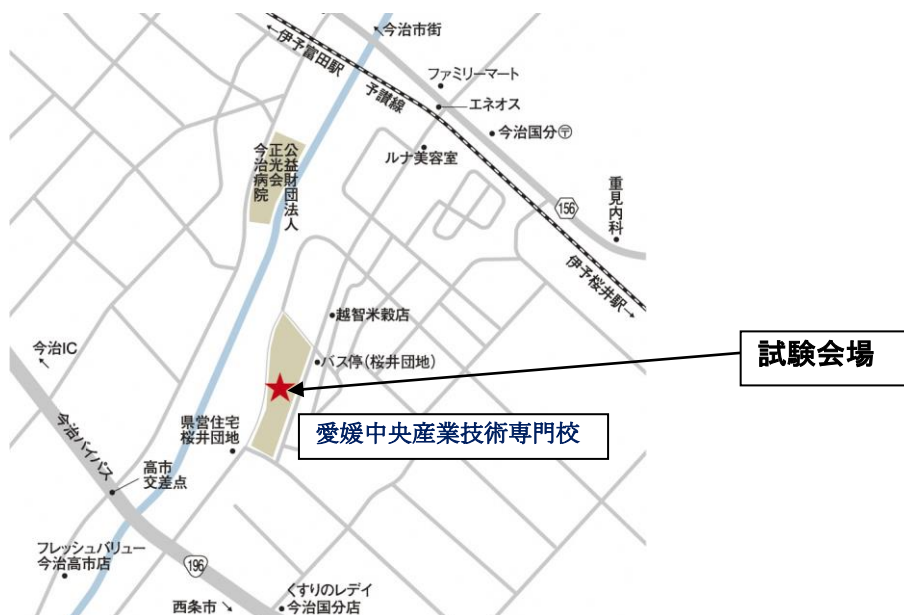 今治市街
←伊予富田駅
ファミリーマート
予讃線
エネオス
今治国分〒
ルナ美容室
公益財団法人
正光会
今治病院
156
重見内科
伊予桜井駅→
越智米穀店
バス停(桜井団地)
試験会場
今治IC
愛媛中央産業技術専門校
県営住宅
桜井団地
今治バイパス
高市
交差点
フレッシュバリュー
今治高市店
196
くすりのレデイ
今治国分店
西条市